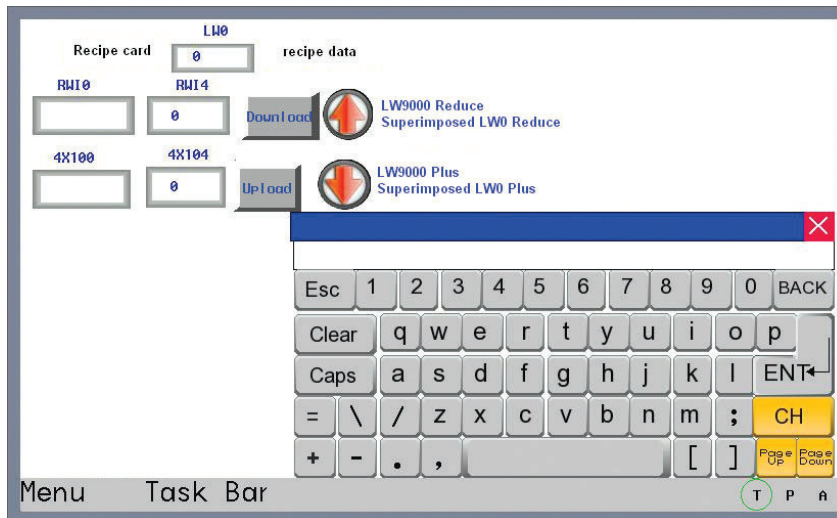 LW0
Recipe card 0 recipe data
RWI0 RWI4
0 Download LW9000 Reduce
Superimposed LW0 Reduce
4X100 4X104
0 Upload LW9000 Plus
Superimposed LW0 Plus
Esc 1 2 3 4 5 6 7 8 9 0 BACK
Clear q w e r t y u i o p
Caps a s d f g h j k l ENT
= \ / z x c v b n m ; CH
+ - . , [ ] Page Up Page Down
Menu Task Bar T P A